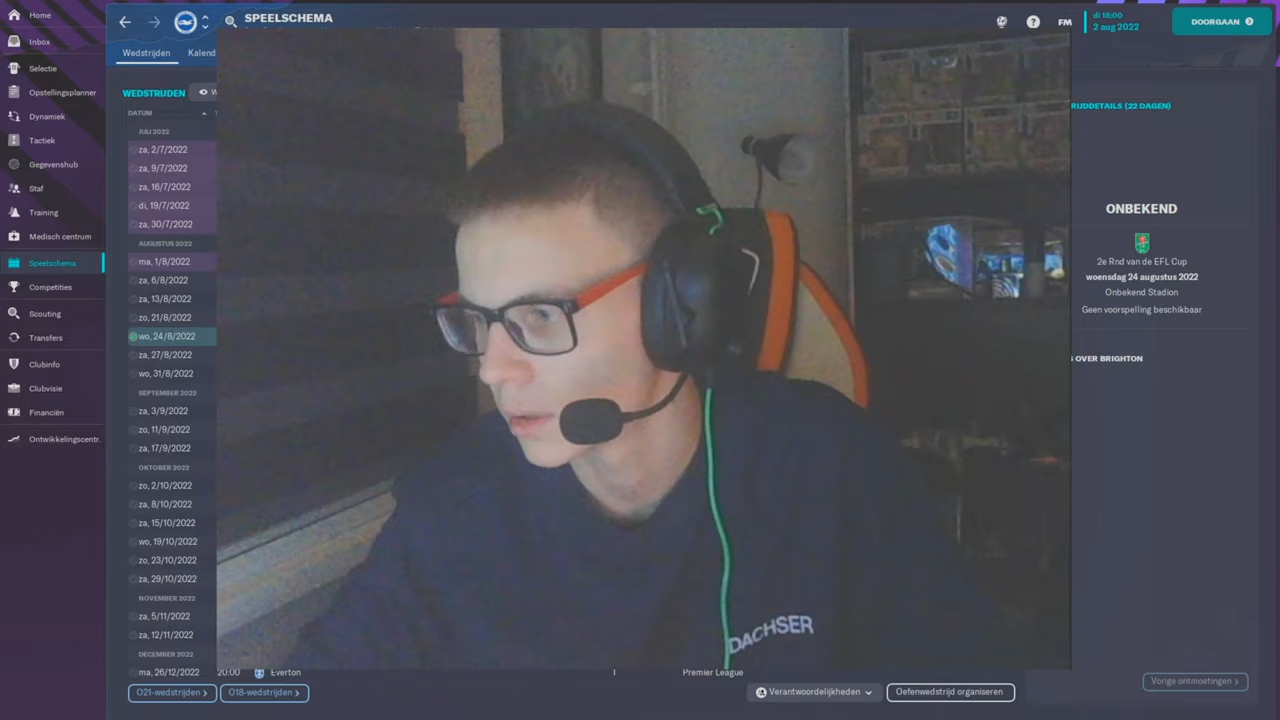 Home
Inbox
Selectie
Opstellingsplanner
Dynamiek
Tactiek
Gegevenshub
Staf
Training
Medisch centrum
Speelschema
Competities
Scouting
Transfers
Clubinfo
Clubvisie
Financiën
Ontwikkelingscentr.
SPEELSCHEMA
FM
di 18:00
2 aug 2022
DOORGAAN
Wedstrijden
Kalend
WEDSTRIJDEN
DATUM
JULI 2022
za, 2/7/2022
za, 9/7/2022
za, 16/7/2022
di, 19/7/2022
za, 30/7/2022
AUGUSTUS 2022
ma, 1/8/2022
za, 6/8/2022
za, 13/8/2022
zo, 21/8/2022
wo, 24/8/2022
za, 27/8/2022
wo, 31/8/2022
SEPTEMBER 2022
za, 3/9/2022
zo, 11/9/2022
za, 17/9/2022
OKTOBER 2022
zo, 2/10/2022
za, 8/10/2022
za, 15/10/2022
wo, 19/10/2022
zo, 23/10/2022
za, 29/10/2022
NOVEMBER 2022
za, 5/11/2022
za, 12/11/2022
DECEMBER 2022
ma, 26/12/2022 20:00 Everton Premier League
O21-wedstrijden
O18-wedstrijden
Verantwoordelijkheden
Oefenwedstrijd organiseren
DACHSER
RIJDDETAILS (22 DAGEN)
ONBEKEND
2e Rnd van de EFL Cup
woensdag 24 augustus 2022
Onbekend Stadion
Geen voorspelling beschikbaar
S OVER BRIGHTON
Vorige ontmoetingen